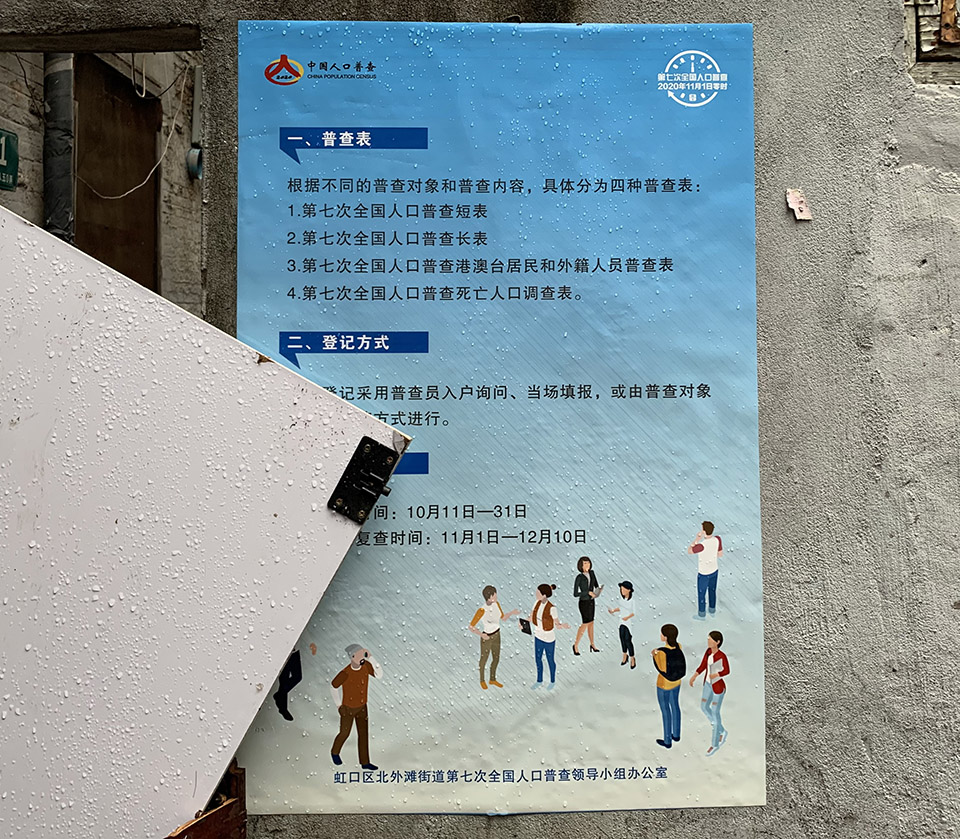 中国人口普查
CHINA POPULATION CENSUS
2020
第七次全国人口普查
2020年11月1日零时
一、普查表
根据不同的普查对象和普查内容，具体分为四种普查表：
1.第七次全国人口普查短表
2.第七次全国人口普查长表
3.第七次全国人口普查港澳台居民和外籍人员普查表
4.第七次全国人口普查死亡人口调查表。
二、登记方式
登记采用普查员入户询问、当场填报，或由普查对象
方式进行。
间：10月11日—31日
复查时间：11月1日—12月10日
虹口区北外滩街道第七次全国人口普查领导小组办公室
1